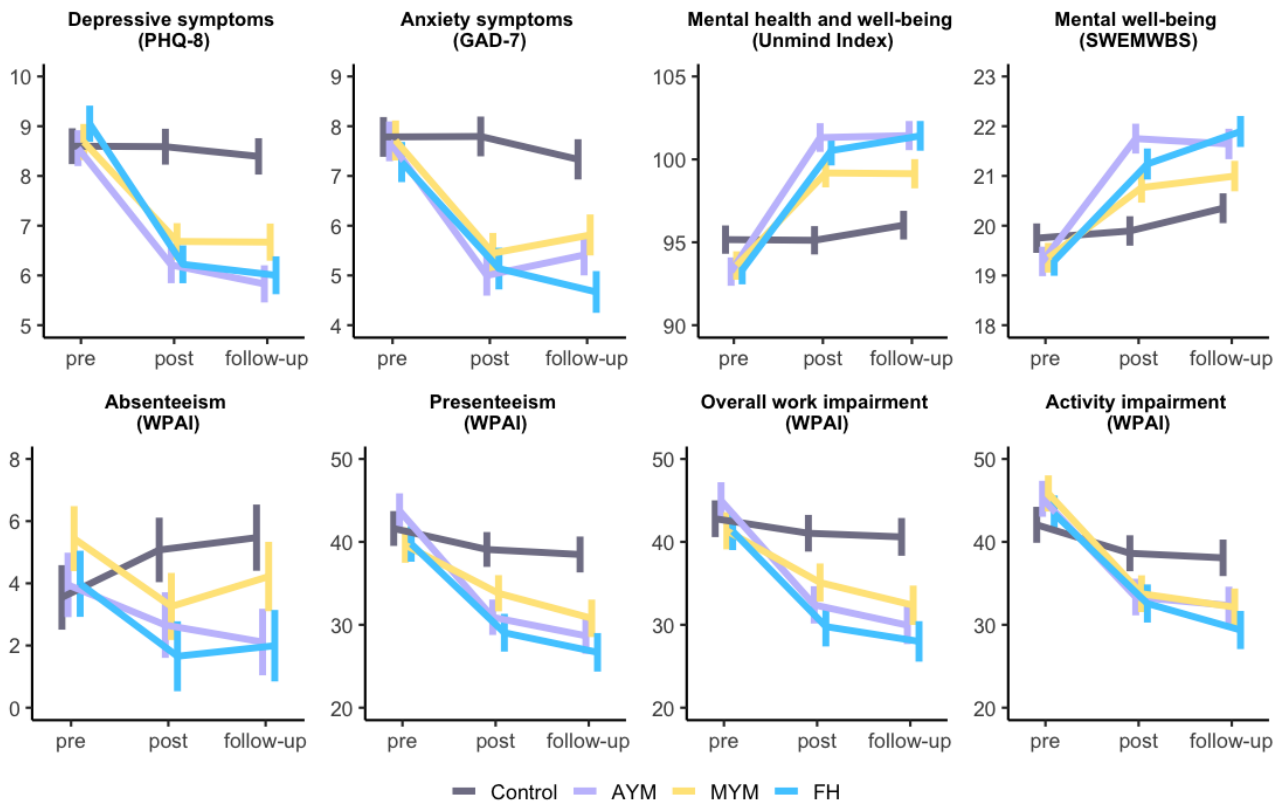 Depressive symptoms
(PHQ-8)
Anxiety symptoms
(GAD-7)
Mental health and well-being
(Unmind Index)
Mental well-being
(SWEMWBS)
10
9
8
7
6
5
pre post follow-up
9
8
7
6
5
4
pre post follow-up
105
100
95
90
pre post follow-up
23
22
21
20
19
18
pre post follow-up
Absenteeism
(WPAI)
Presenteeism
(WPAI)
Overall work impairment
(WPAI)
Activity impairment
(WPAI)
8
6
4
2
0
pre post follow-up
50
40
30
20
pre post follow-up
50
40
30
20
pre post follow-up
50
40
30
20
pre post follow-up
Control AYM MYM FH